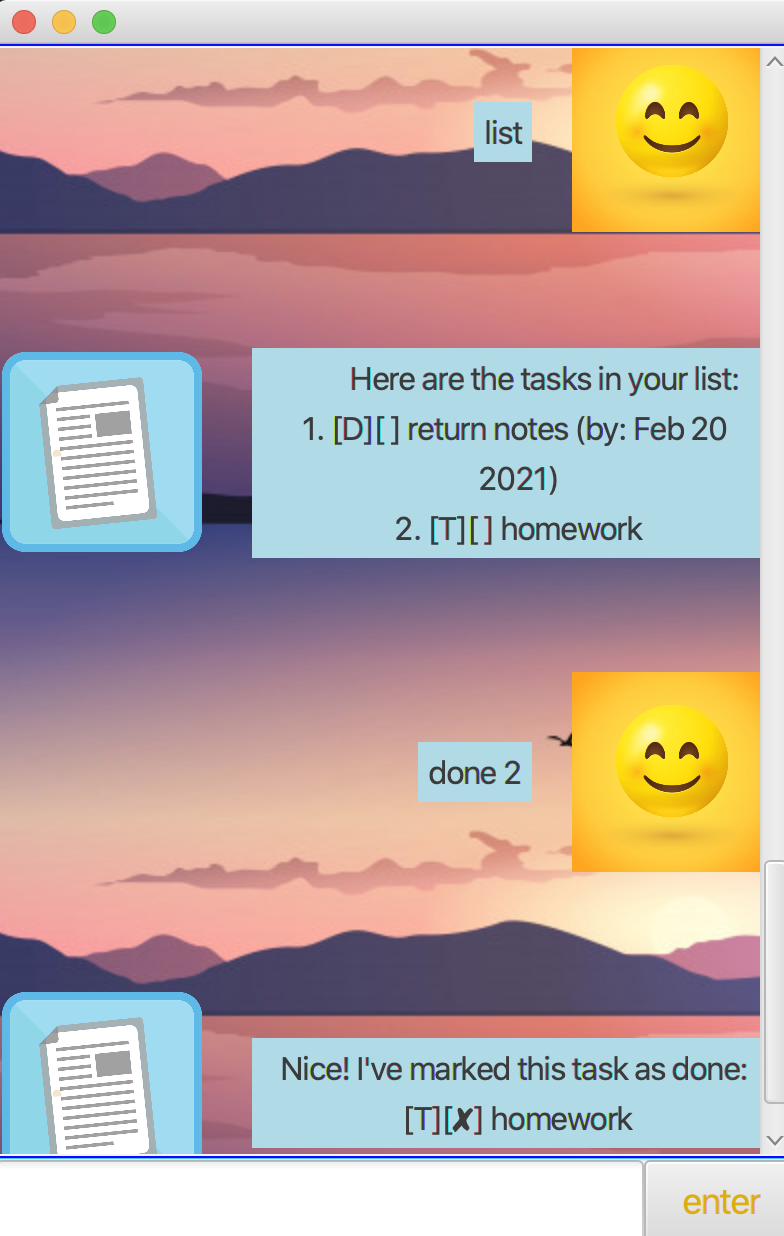 list
Here are the tasks in your list:
1. [D][ ] return notes (by: Feb 20
2021)
2. [T][ ] homework
done 2
Nice! I've marked this task as done:
[T][✘] homework
enter